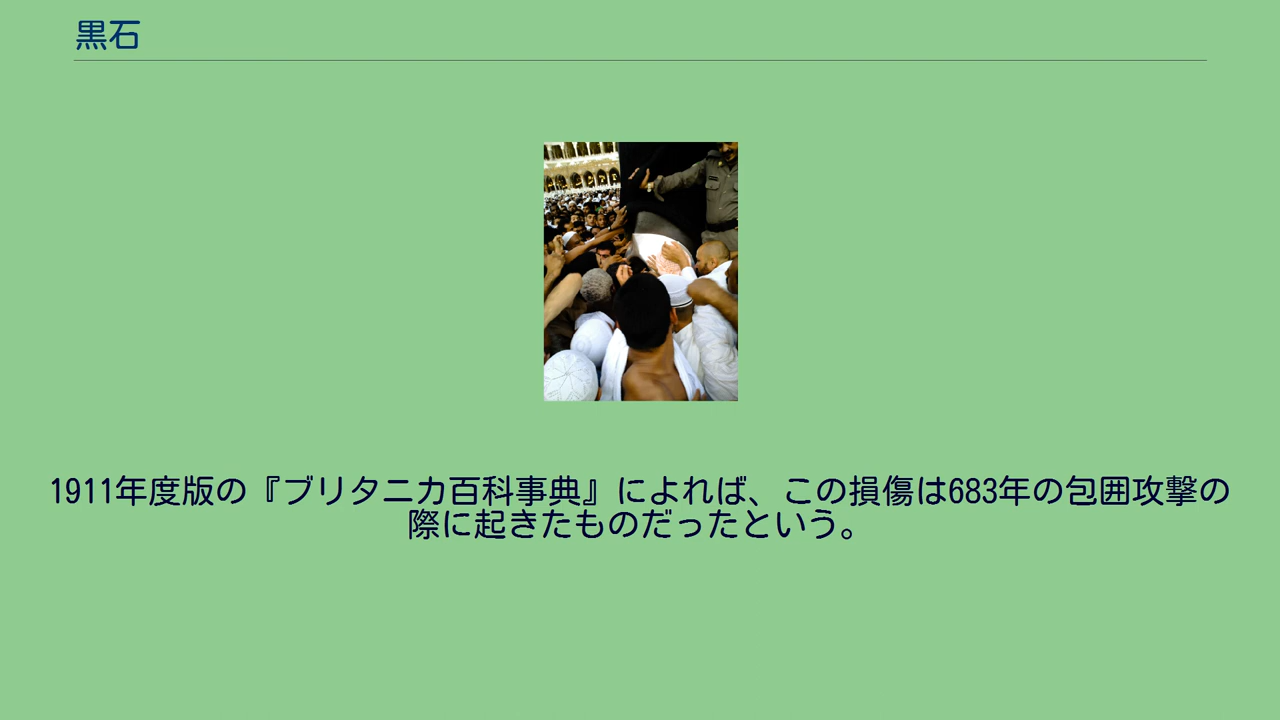 黒石
1911年度版の『ブリタニカ百科事典』によれば、この損傷は683年の包囲攻撃の
際に起きたものだったという。